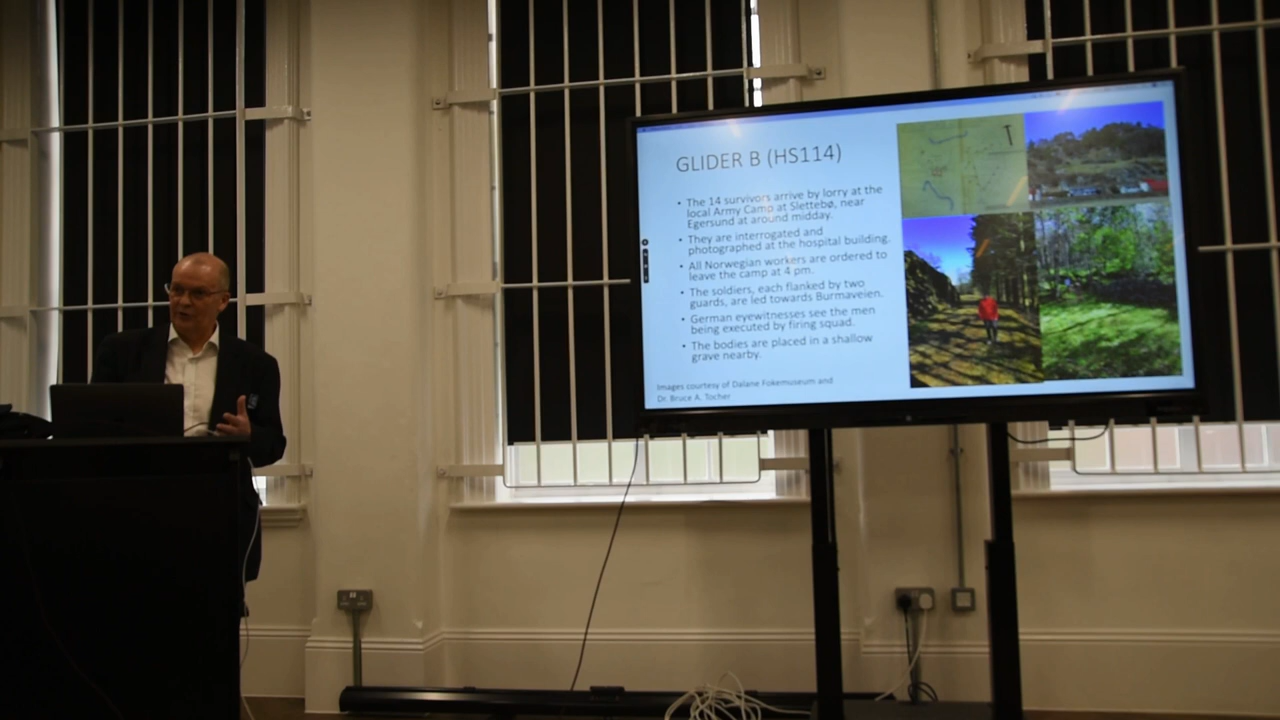 GLIDER B (HS114)
• The 14 survivors arrive by lorry at the
local Army Camp at Slettebø, near
Egersund at around midday.
• They are interrogated and
photographed at the hospital building.
• All Norwegian workers are ordered to
leave the camp at 4 pm.
• The soldiers, each flanked by two
guards, are led towards Burmaveien.
• German eyewitnesses see the men
being executed by firing squad.
• The bodies are placed in a shallow
grave nearby.
Images courtesy of Dalane Fokemuseum and
Dr. Bruce A. Tocher